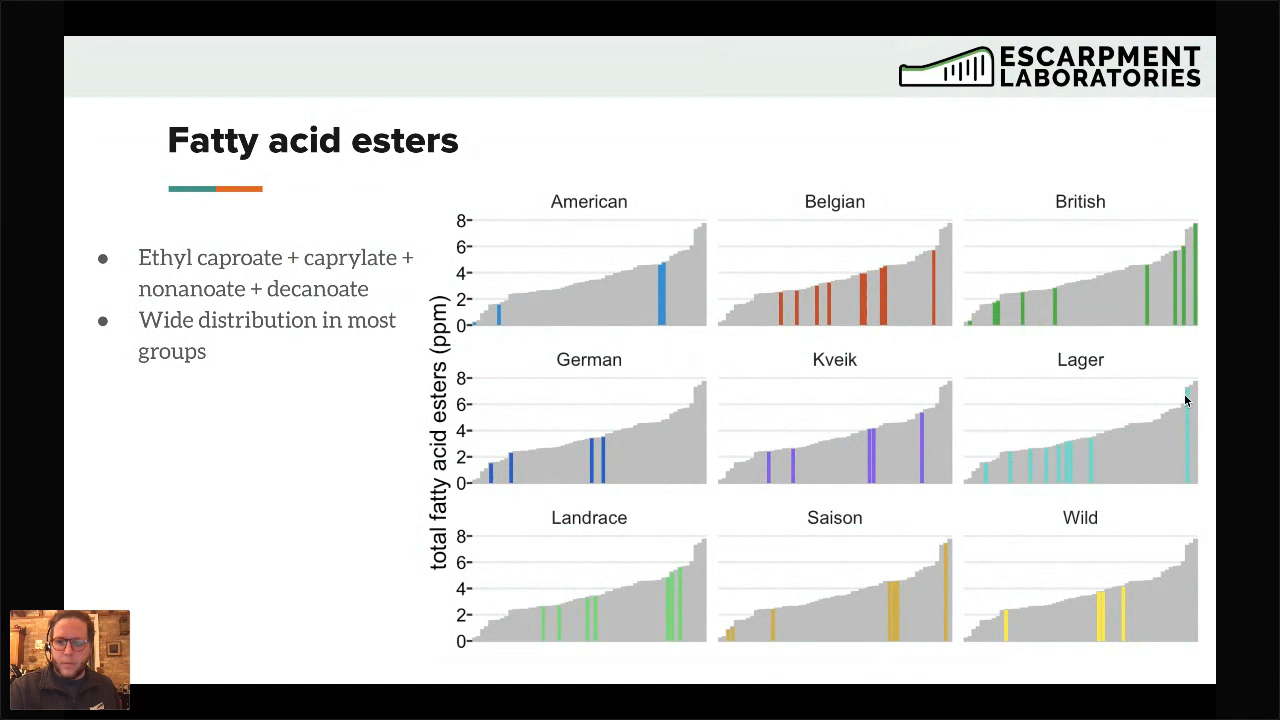 ESCARPMENT
LABORATORIES
Fatty acid esters
● Ethyl caproate + caprylate +
nonanoate + decanoate
● Wide distribution in most
groups
total fatty acid esters (ppm)
American
Belgian
British
8
6
4
2
0
German
Kveik
Lager
8
6
4
2
0
Landrace
Saison
Wild
8
6
4
2
0